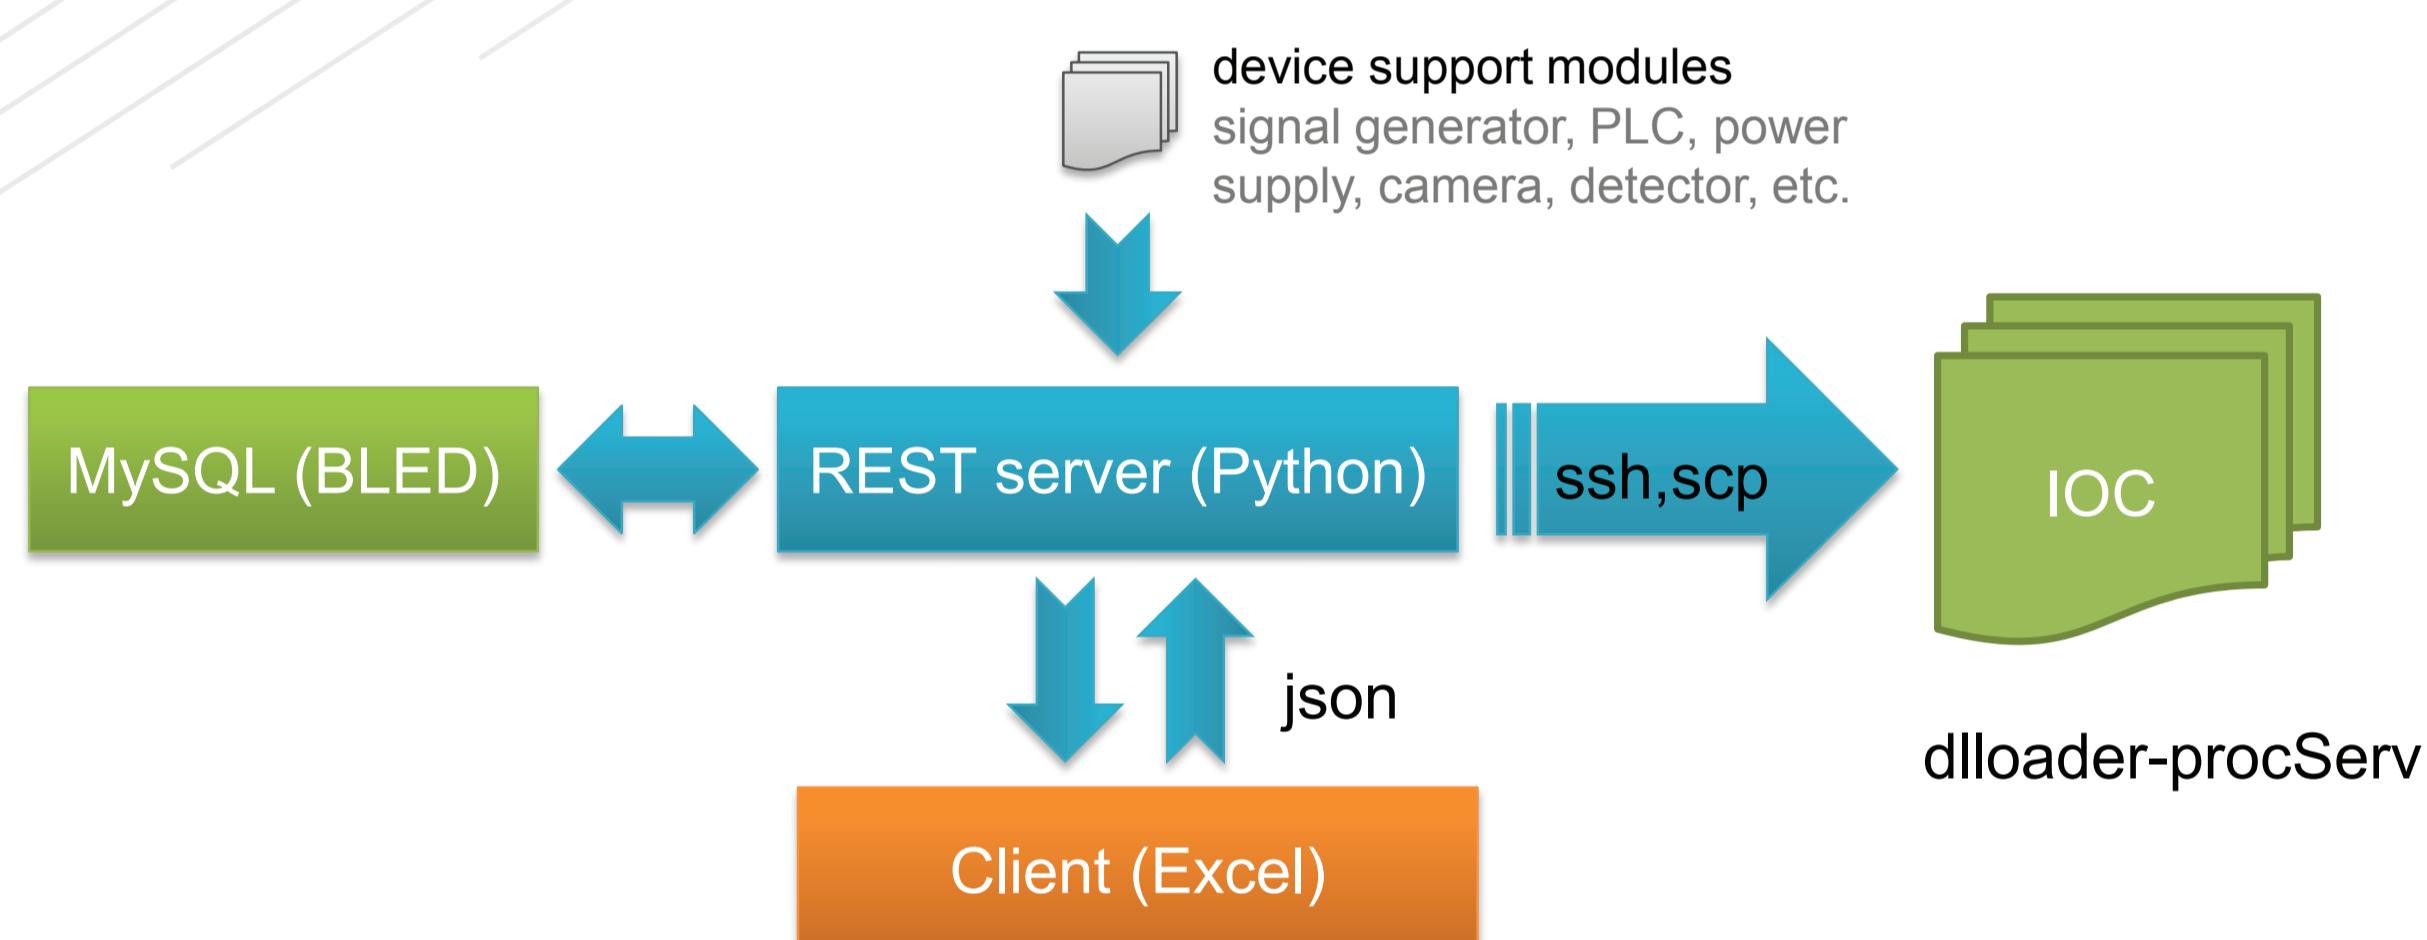 device support modules
signal generator, PLC, power
supply, camera, detector, etc.
MySQL (BLED)
REST server (Python)
ssh,scp
IOC
json
dlloader-procServ
Client (Excel)